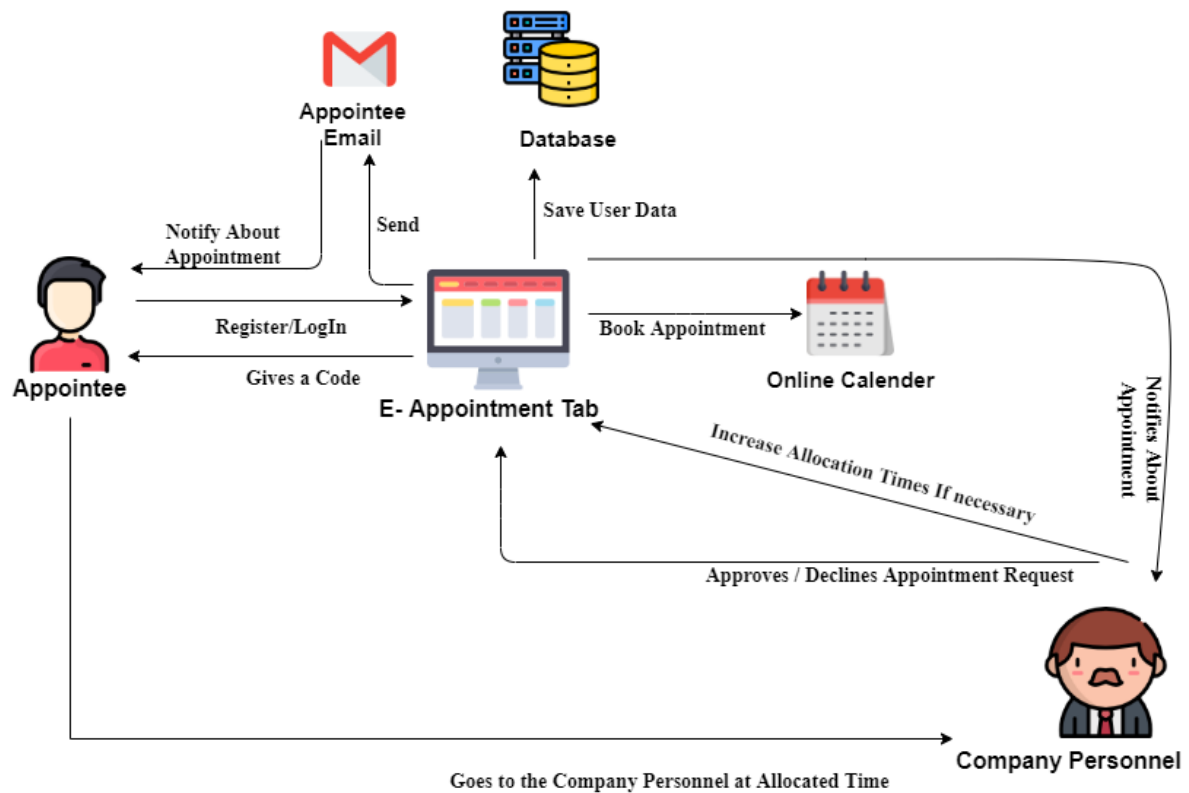 Appointee
Email
Database
Save User Data
Send
Notify About
Appointment
Register/LogIn
Book Appointment
Gives a Code
Appointee
Online Calender
E- Appointment Tab
Notifies About
Appointment
Increase Allocation Times If necessary
Approves / Declines Appointment Request
Company Personnel
Goes to the Company Personnel at Allocated Time